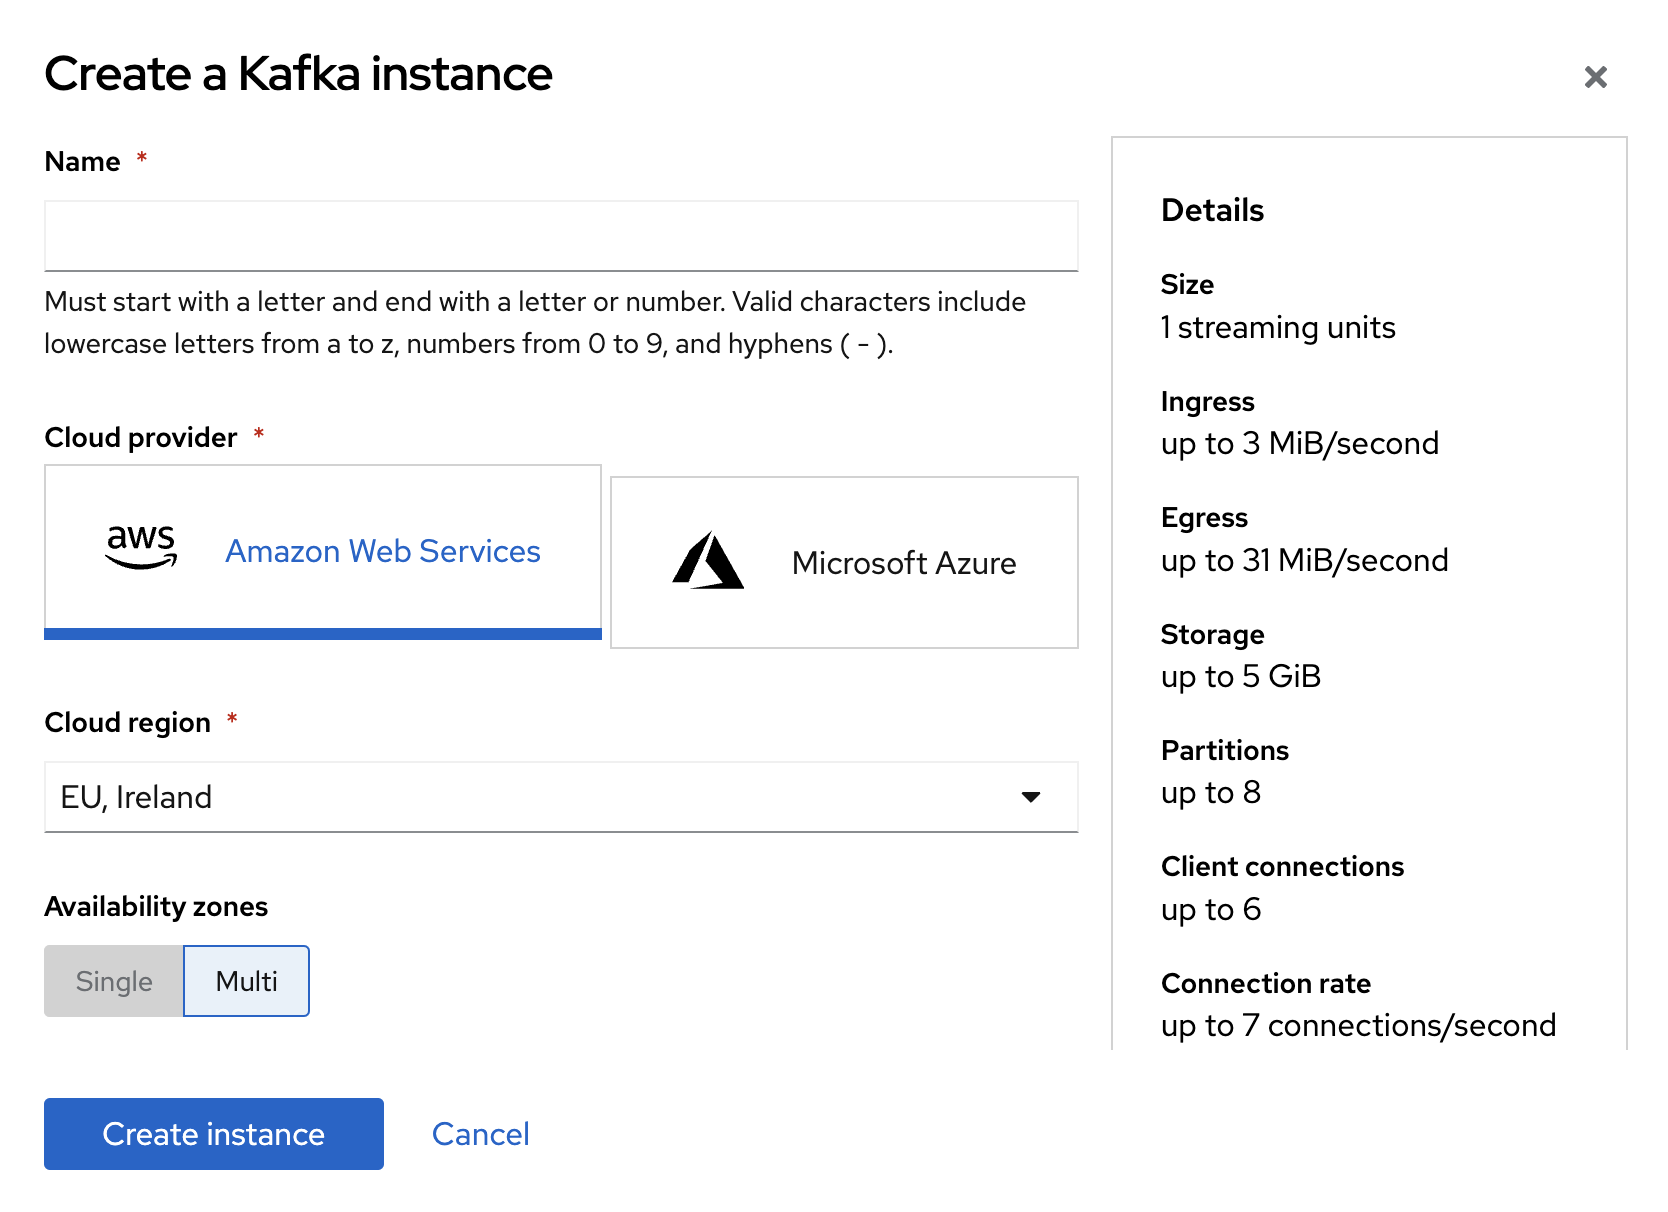 Create a Kafka instance
Name *
Must start with a letter and end with a letter or number. Valid characters include
lowercase letters from a to z, numbers from 0 to 9, and hyphens ( - ).
Cloud provider *
aws
Amazon Web Services
Microsoft Azure
Cloud region *
EU, Ireland
Availability zones
Single
Multi
Create instance
Cancel
Details
Size
1 streaming units
Ingress
up to 3 MiB/second
Egress
up to 31 MiB/second
Storage
up to 5 GiB
Partitions
up to 8
Client connections
up to 6
Connection rate
up to 7 connections/second